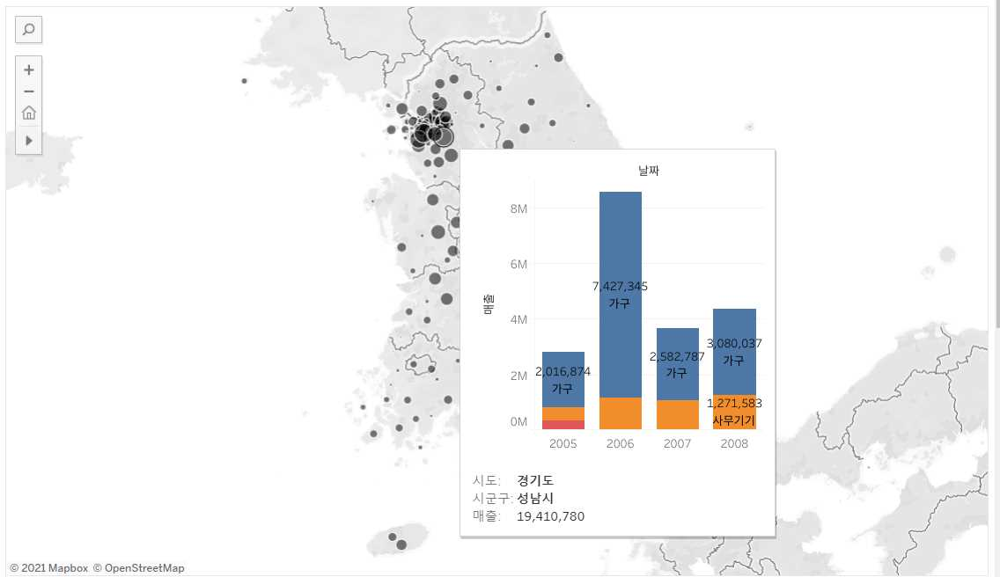 날짜
8M
6M
4M
2M
0M
매출
7,427,345
가구
2,016,874
가구
2,582,787
가구
3,080,037
가구
1,271,583
사무기기
2005 2006 2007 2008
시도: 경기도
시군구: 성남시
매출: 19,410,780
© 2021 Mapbox © OpenStreetMap